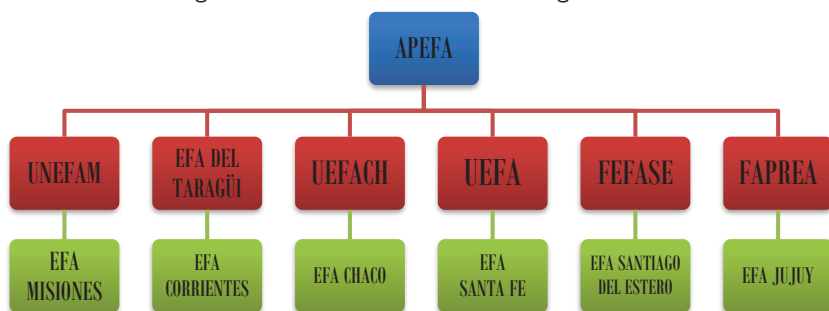 APEFA
UNEFAM
EFA DEL
TARAGÜI
UEFACH
UEFA
FEFASE
FAPREA
EFA
MISIONES
EFA
CORRIENTES
EFA CHACO
EFA
SANTA FE
EFA SANTIAGO
DEL ESTERO
EFA JUJUY